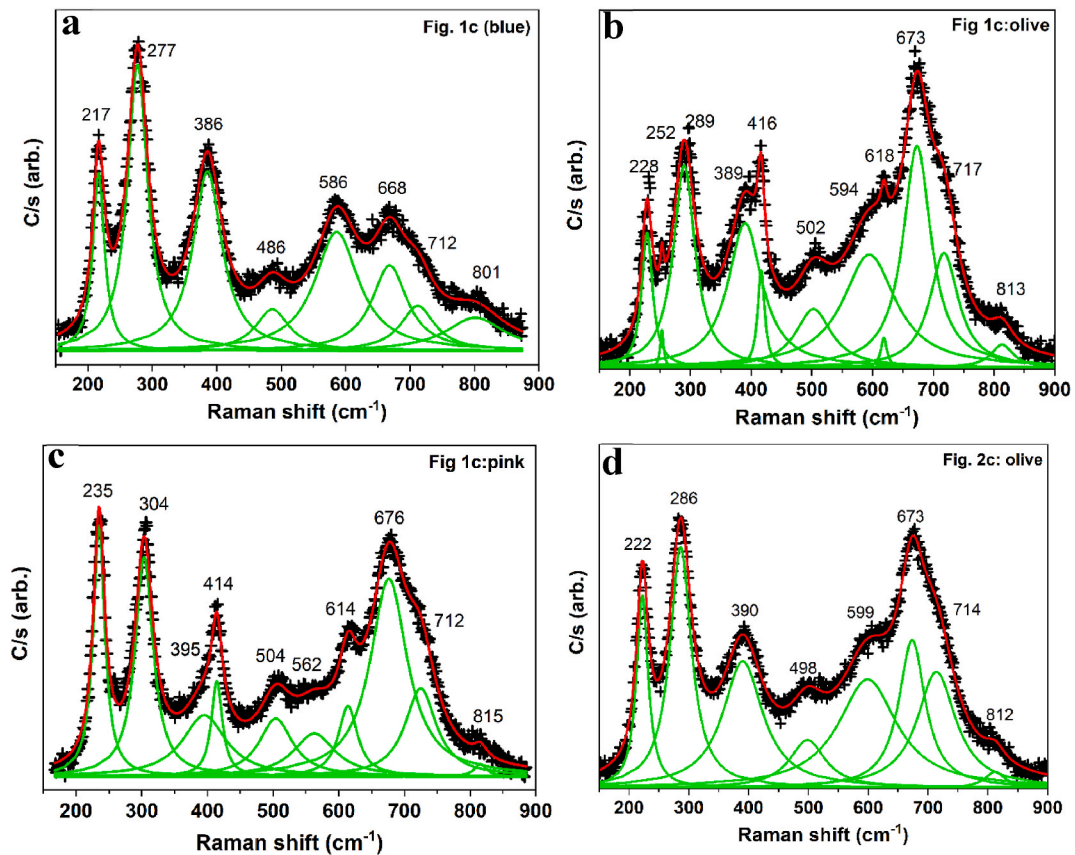 a
Fig. 1c (blue)
277
217
386
586
668
712
486
801
C/s (arb.)
200 300 400 500 600 700 800 900
Raman shift (cm-1)
b
Fig 1c:olive
673
252
289
416
228
389
618
717
594
502
813
C/s (arb.)
200 300 400 500 600 700 800 900
Raman shift (cm-1)
c
Fig 1c:pink
235
304
676
414
614
712
395
504
562
815
C/s (arb.)
200 300 400 500 600 700 800 900
Raman shift (cm-1)
d
Fig. 2c: olive
286
673
222
390
599
714
498
812
C/s (arb.)
200 300 400 500 600 700 800 900
Raman shift (cm-1)